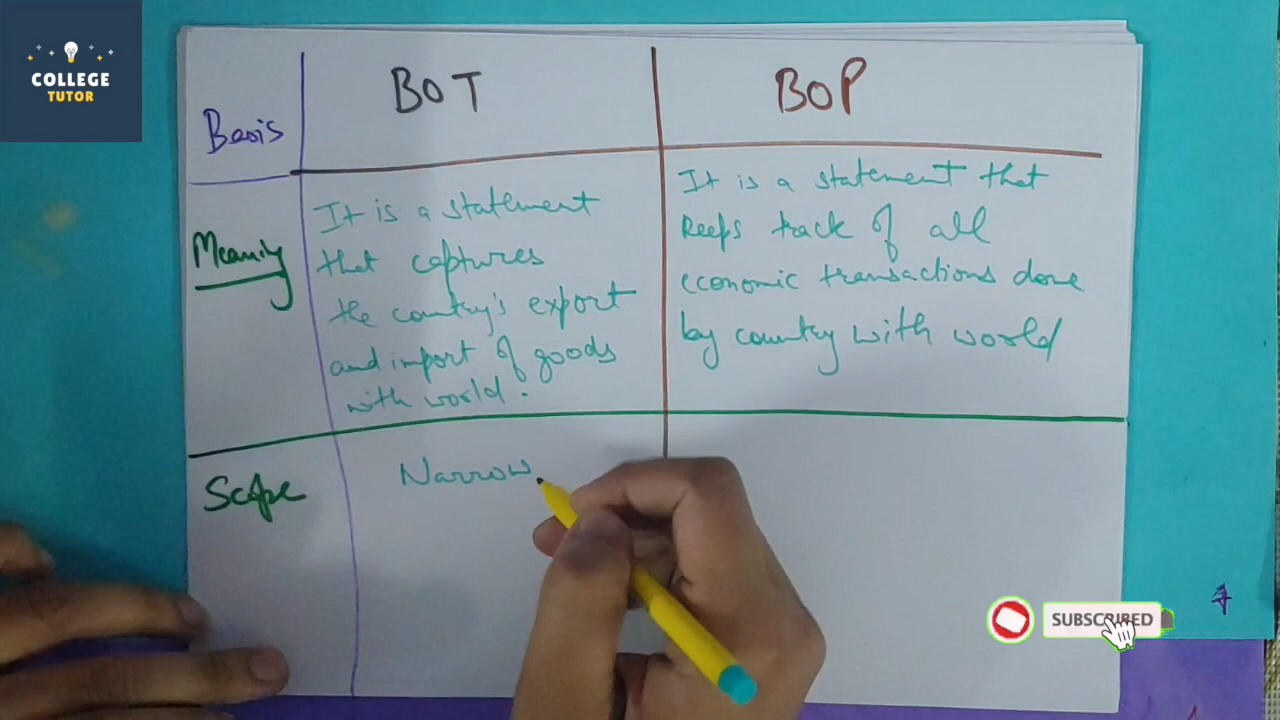 COLLEGE
TUTOR
Basis
BOT
BOP
Meaning
It is a statement
that captures
the country's export
and import of goods
with world.
It is a statement that
keeps track of all
economic transactions done
by country with world
Scope
Narrow
SUBSCRIBED